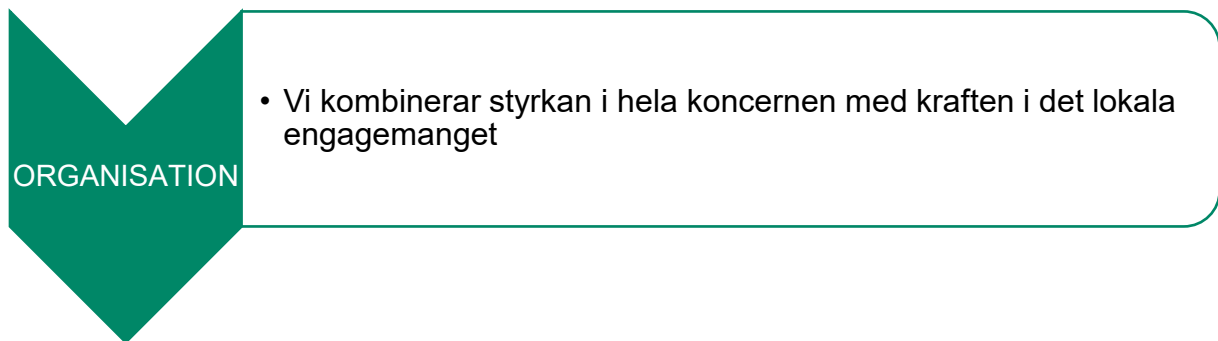 ORGANISATION
• Vi kombinerar styrkan i hela koncernen med kraften i det lokala
engagemanget